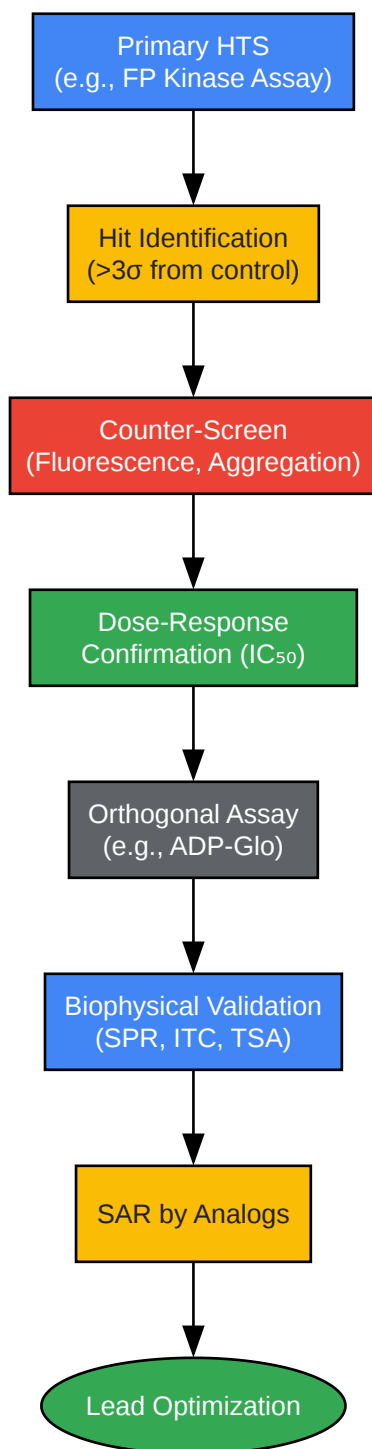 Primary HTS
(e.g., FP Kinase Assay)
Hit Identification
(>3σ from control)
Counter-Screen
(Fluorescence, Aggregation)
Dose-Response
Confirmation (IC₅₀)
Orthogonal Assay
(e.g., ADP-Glo)
Biophysical Validation
(SPR, ITC, TSA)
SAR by Analogs
Lead Optimization